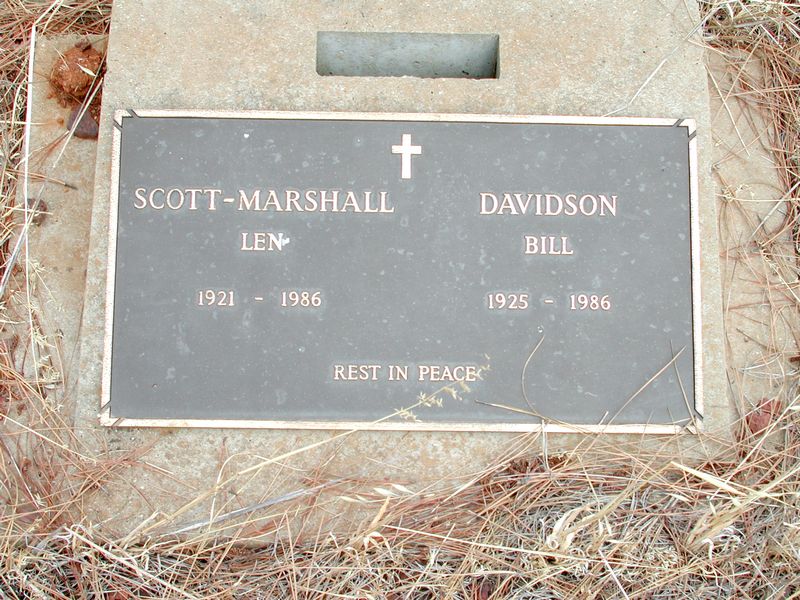 SCOTT-MARSHALL DAVIDSON
LEN BILL
1921 - 1986 1925 - 1986
REST IN PEACE